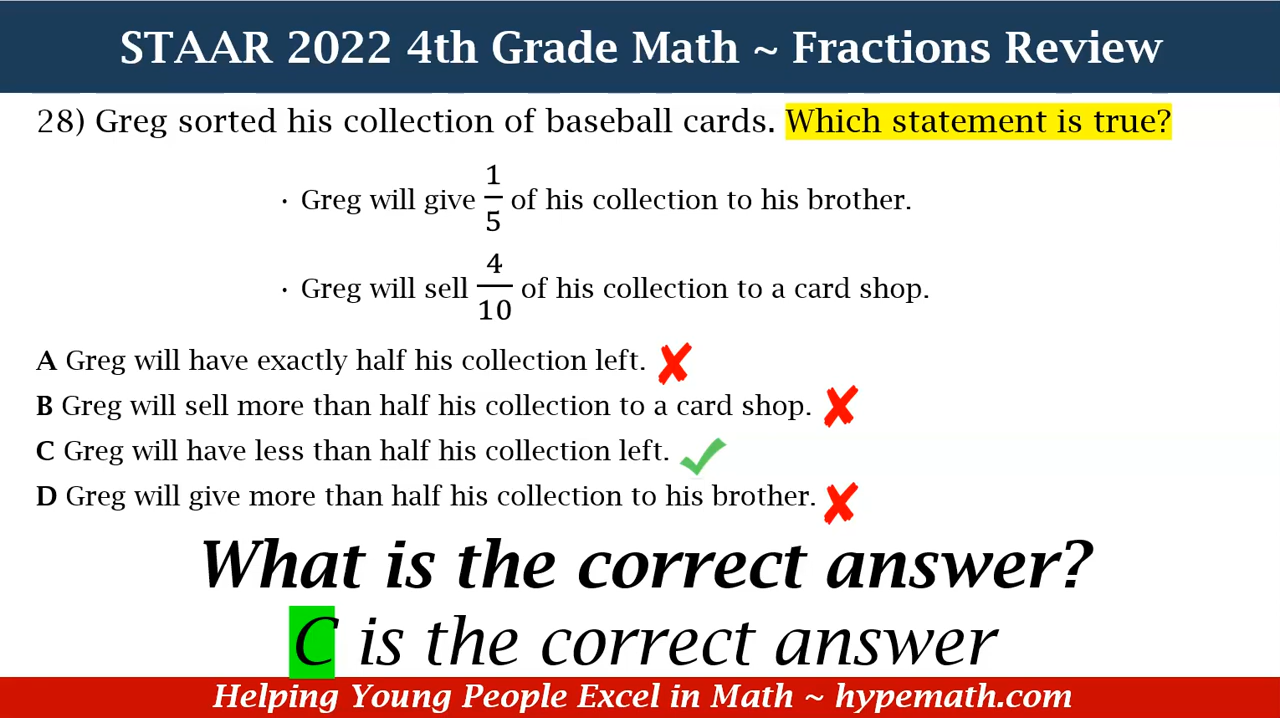 STAAR 2022 4th Grade Math ~ Fractions Review
28) Greg sorted his collection of baseball cards. Which statement is true?
· Greg will give 1/5 of his collection to his brother.
· Greg will sell 4/10 of his collection to a card shop.
A Greg will have exactly half his collection left. ✘
B Greg will sell more than half his collection to a card shop. ✘
C Greg will have less than half his collection left. ✓
D Greg will give more than half his collection to his brother. ✘
What is the correct answer?
C is the correct answer
Helping Young People Excel in Math ~ hypemath.com